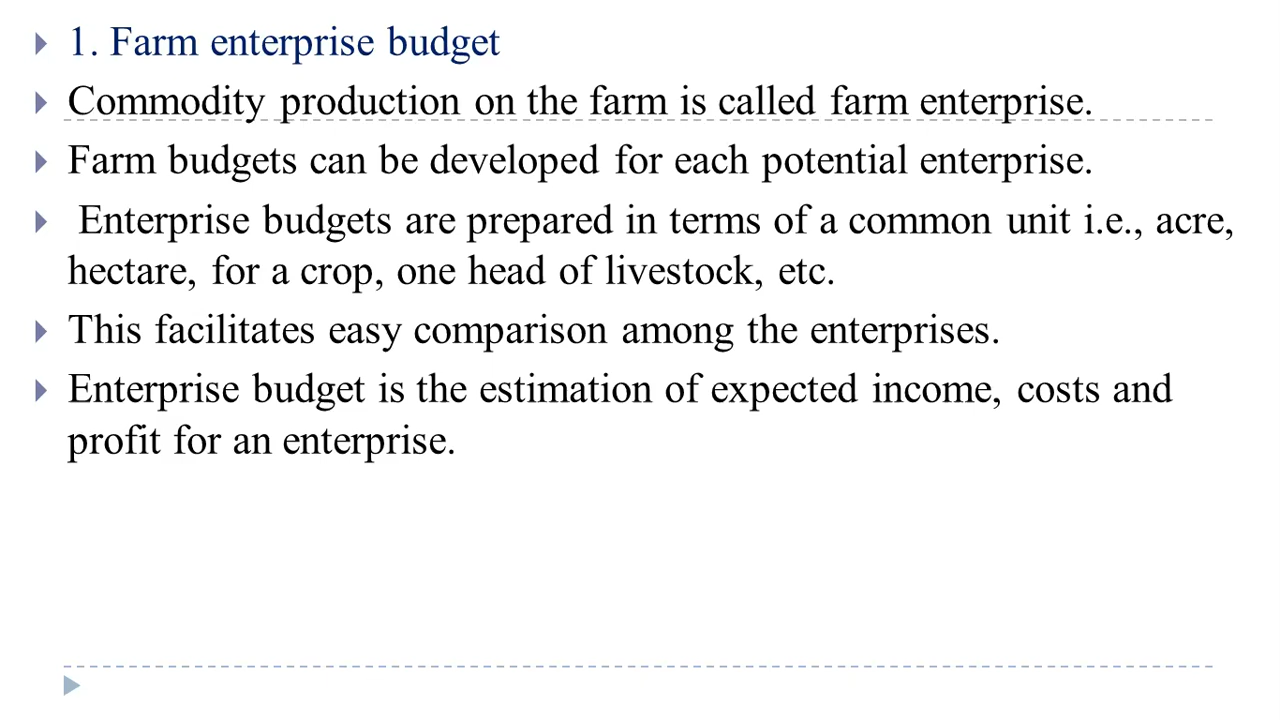 1. Farm enterprise budget
Commodity production on the farm is called farm enterprise.
Farm budgets can be developed for each potential enterprise.
Enterprise budgets are prepared in terms of a common unit i.e., acre,
hectare, for a crop, one head of livestock, etc.
This facilitates easy comparison among the enterprises.
Enterprise budget is the estimation of expected income, costs and
profit for an enterprise.